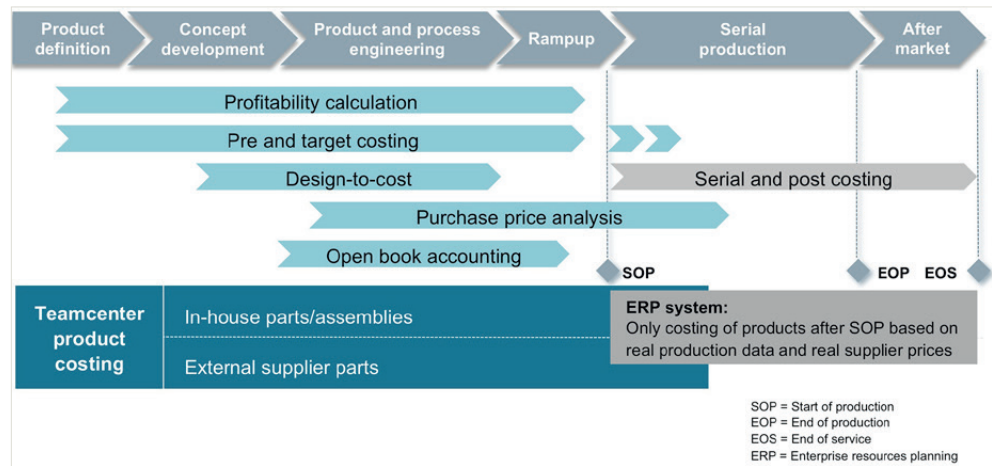 Product
definition
Concept
development
Product and process
engineering
Rampup
Serial
production
After
market
Profitability calculation
Pre and target costing
Design-to-cost
Serial and post costing
Purchase price analysis
Open book accounting
SOP
EOP
EOS
Teamcenter
product
costing
In-house parts/assemblies
External supplier parts
ERP system:
Only costing of products after SOP based on
real production data and real supplier prices
SOP = Start of production
EOP = End of production
EOS = End of service
ERP = Enterprise resources planning